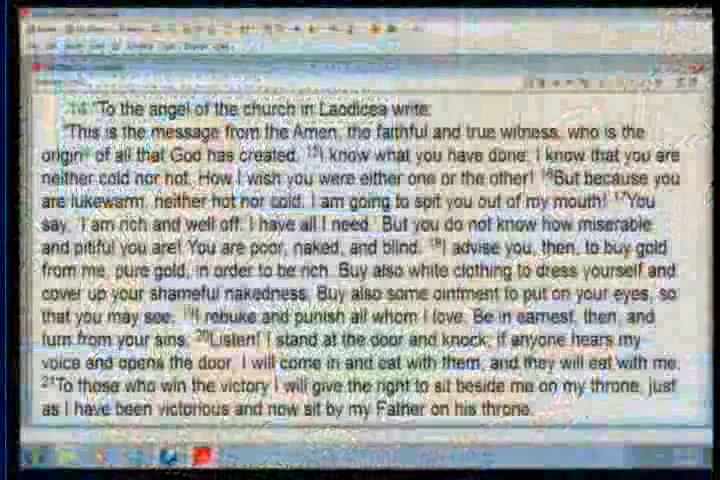 14 "To the angel of the church in Laodicea write:
"This is the message from the Amen, the faithful and true witness, who is the
origin of all that God has created. 15I know what you have done; I know that you are
neither cold nor hot. How I wish you were either one or the other! 16But because you
are lukewarm, neither hot nor cold, I am going to spit you out of my mouth! 17You
say, 'I am rich and well off; I have all I need.' But you do not know how miserable
and pitiful you are! You are poor, naked, and blind. 18I advise you, then, to buy gold
from me, pure gold, in order to be rich. Buy also white clothing to dress yourself and
cover up your shameful nakedness. Buy also some ointment to put on your eyes, so
that you may see. 19I rebuke and punish all whom I love. Be in earnest, then, and
turn from your sins. 20Listen! I stand at the door and knock; if anyone hears my
voice and opens the door, I will come in and eat with them, and they will eat with me.
21To those who win the victory I will give the right to sit beside me on my throne, just
as I have been victorious and now sit by my Father on his throne.